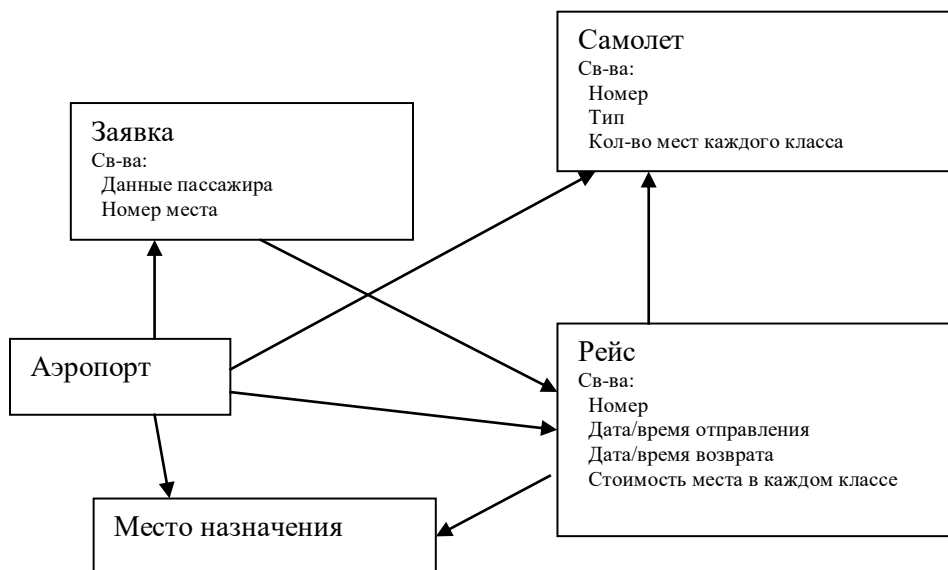 Самолет
Св-ва:
Номер
Тип
Кол-во мест каждого класса
Заявка
Св-ва:
Данные пассажира
Номер места
Аэропорт
Рейс
Св-ва:
Номер
Дата/время отправления
Дата/время возврата
Стоимость места в каждом классе
Место назначения